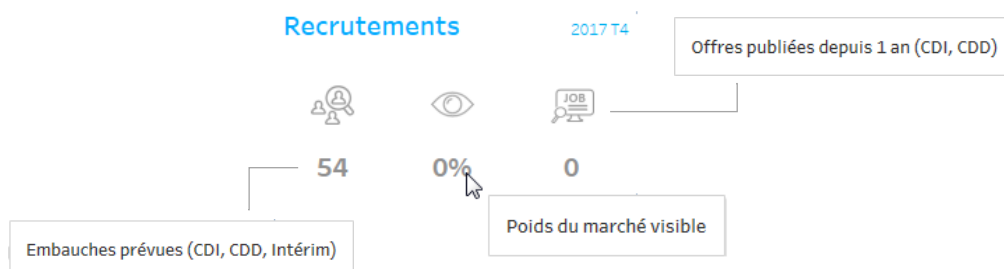 Recrutements
2017 T4
Offres publiées depuis 1 an (CDI, CDD)
JOB
54
0%
0
Poids du marché visible
Embauches prévues (CDI, CDD, Intérim)